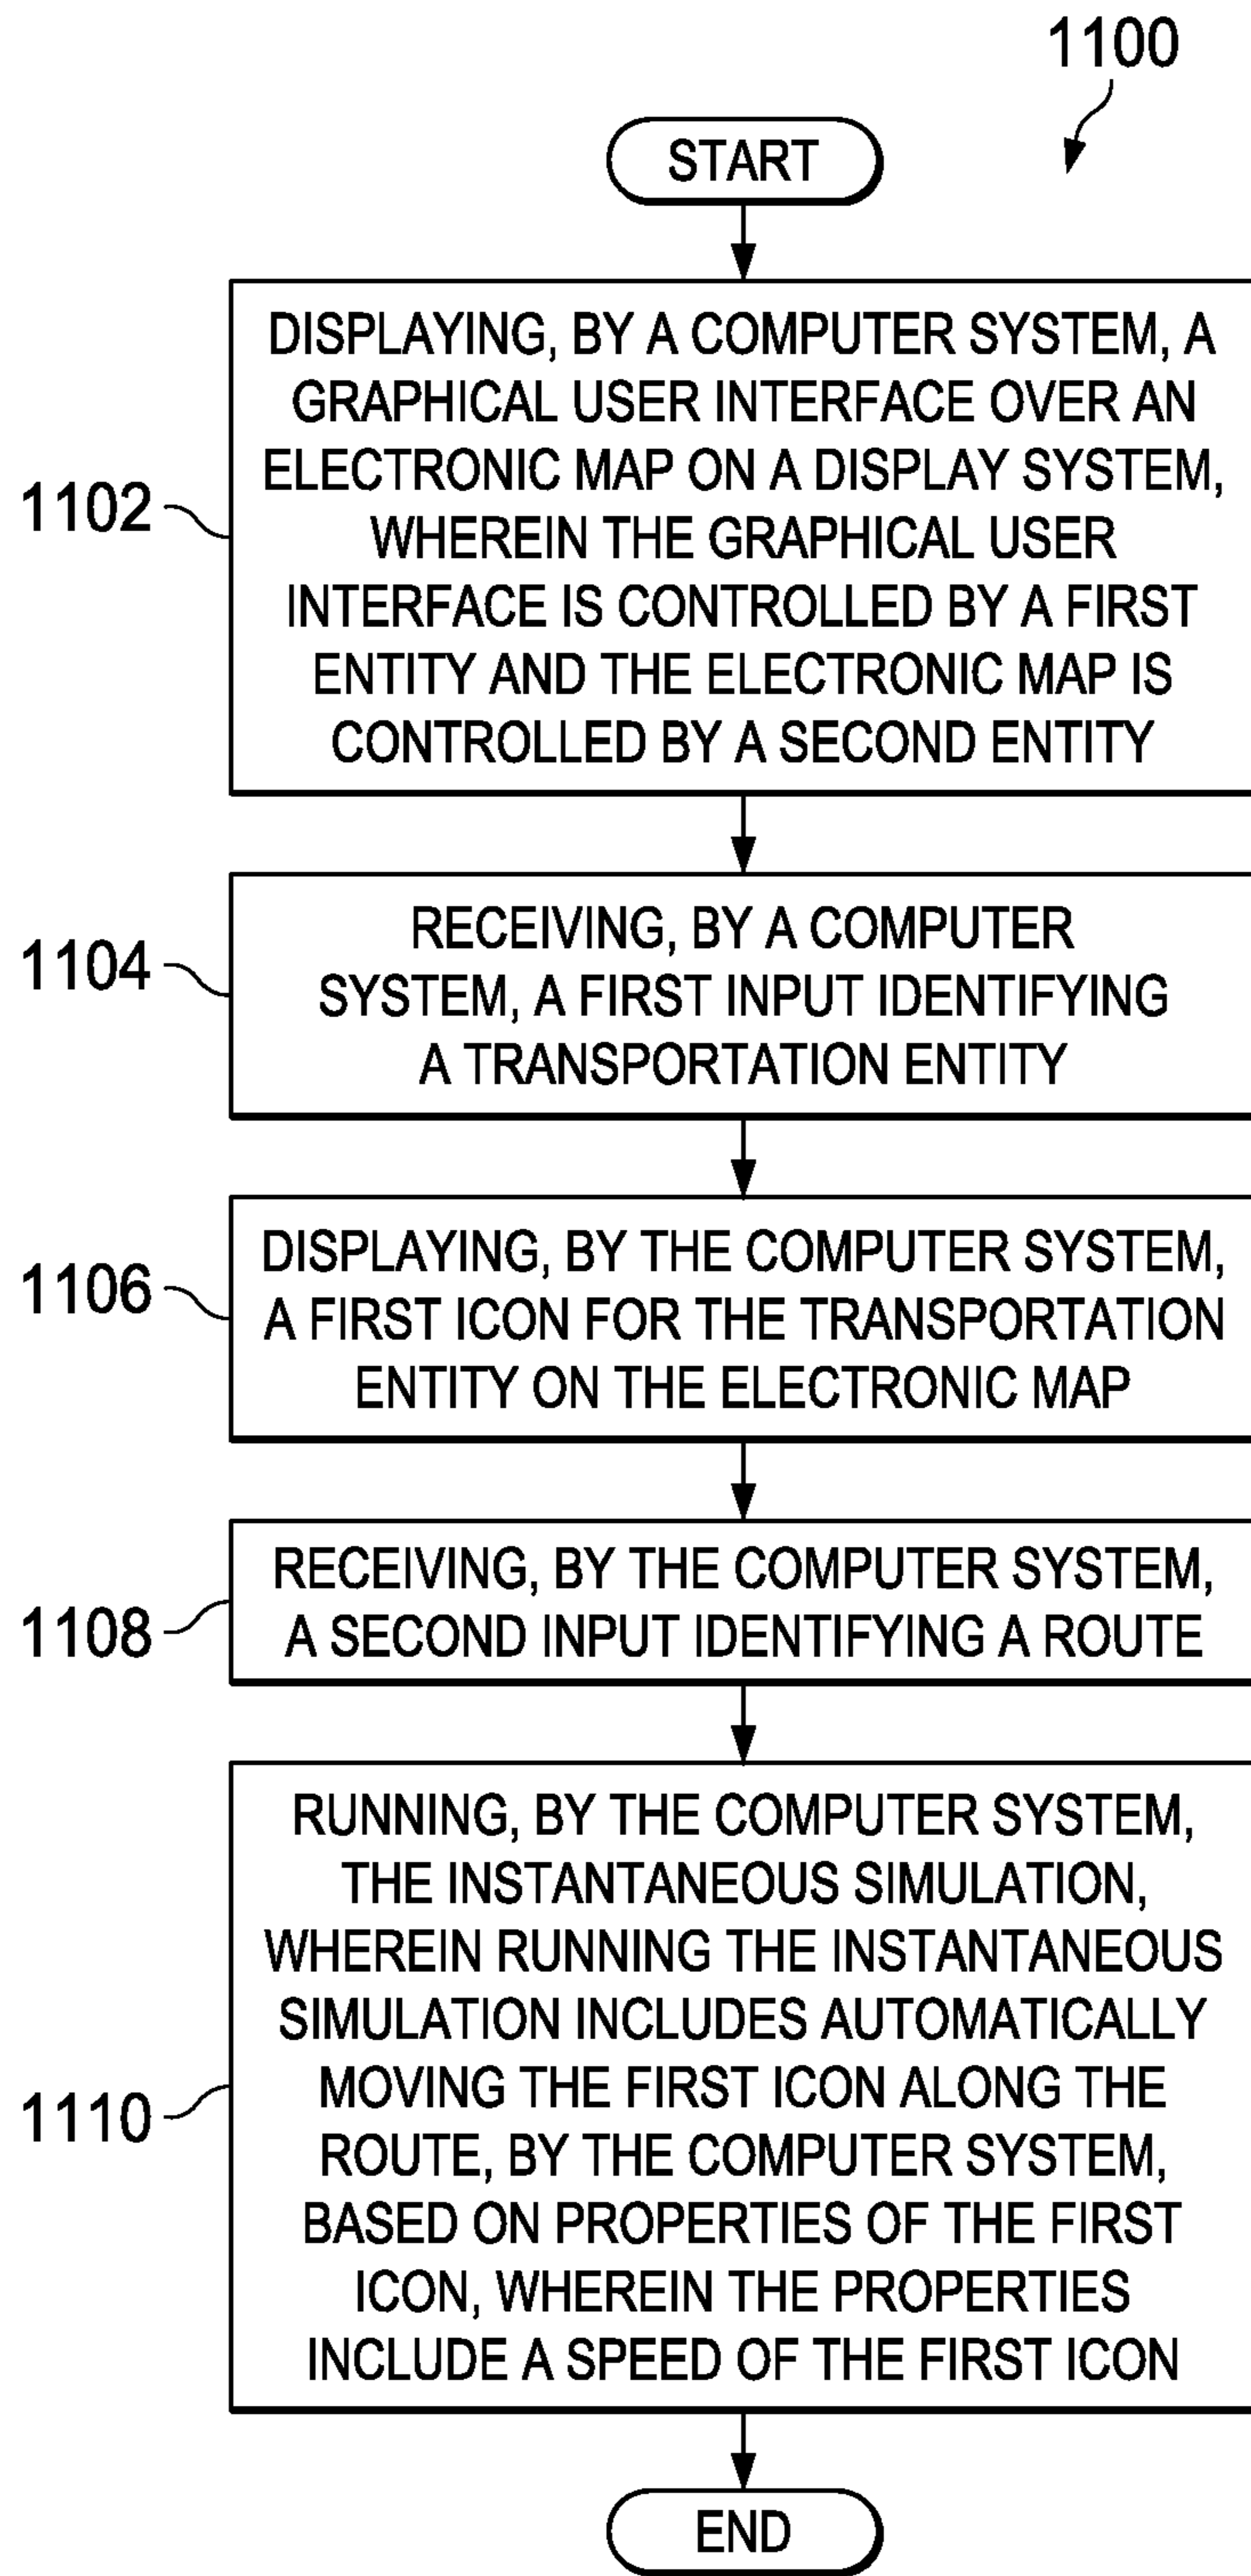 1100
START
1102
DISPLAYING, BY A COMPUTER SYSTEM, A
GRAPHICAL USER INTERFACE OVER AN
ELECTRONIC MAP ON A DISPLAY SYSTEM,
WHEREIN THE GRAPHICAL USER
INTERFACE IS CONTROLLED BY A FIRST
ENTITY AND THE ELECTRONIC MAP IS
CONTROLLED BY A SECOND ENTITY
1104
RECEIVING, BY A COMPUTER
SYSTEM, A FIRST INPUT IDENTIFYING
A TRANSPORTATION ENTITY
1106
DISPLAYING, BY THE COMPUTER SYSTEM,
A FIRST ICON FOR THE TRANSPORTATION
ENTITY ON THE ELECTRONIC MAP
1108
RECEIVING, BY THE COMPUTER SYSTEM,
A SECOND INPUT IDENTIFYING A ROUTE
1110
RUNNING, BY THE COMPUTER SYSTEM,
THE INSTANTANEOUS SIMULATION,
WHEREIN RUNNING THE INSTANTANEOUS
SIMULATION INCLUDES AUTOMATICALLY
MOVING THE FIRST ICON ALONG THE
ROUTE, BY THE COMPUTER SYSTEM,
BASED ON PROPERTIES OF THE FIRST
ICON, WHEREIN THE PROPERTIES
INCLUDE A SPEED OF THE FIRST ICON
END